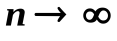 n → ∞